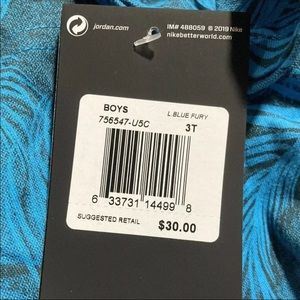 jordan.com IM# 488059 © 2019 Nike
nikebetterworld.com
BOYS
756547-U5C L.BLUE FURY
3T
6 33731 14499 8
SUGGESTED RETAIL $30.00